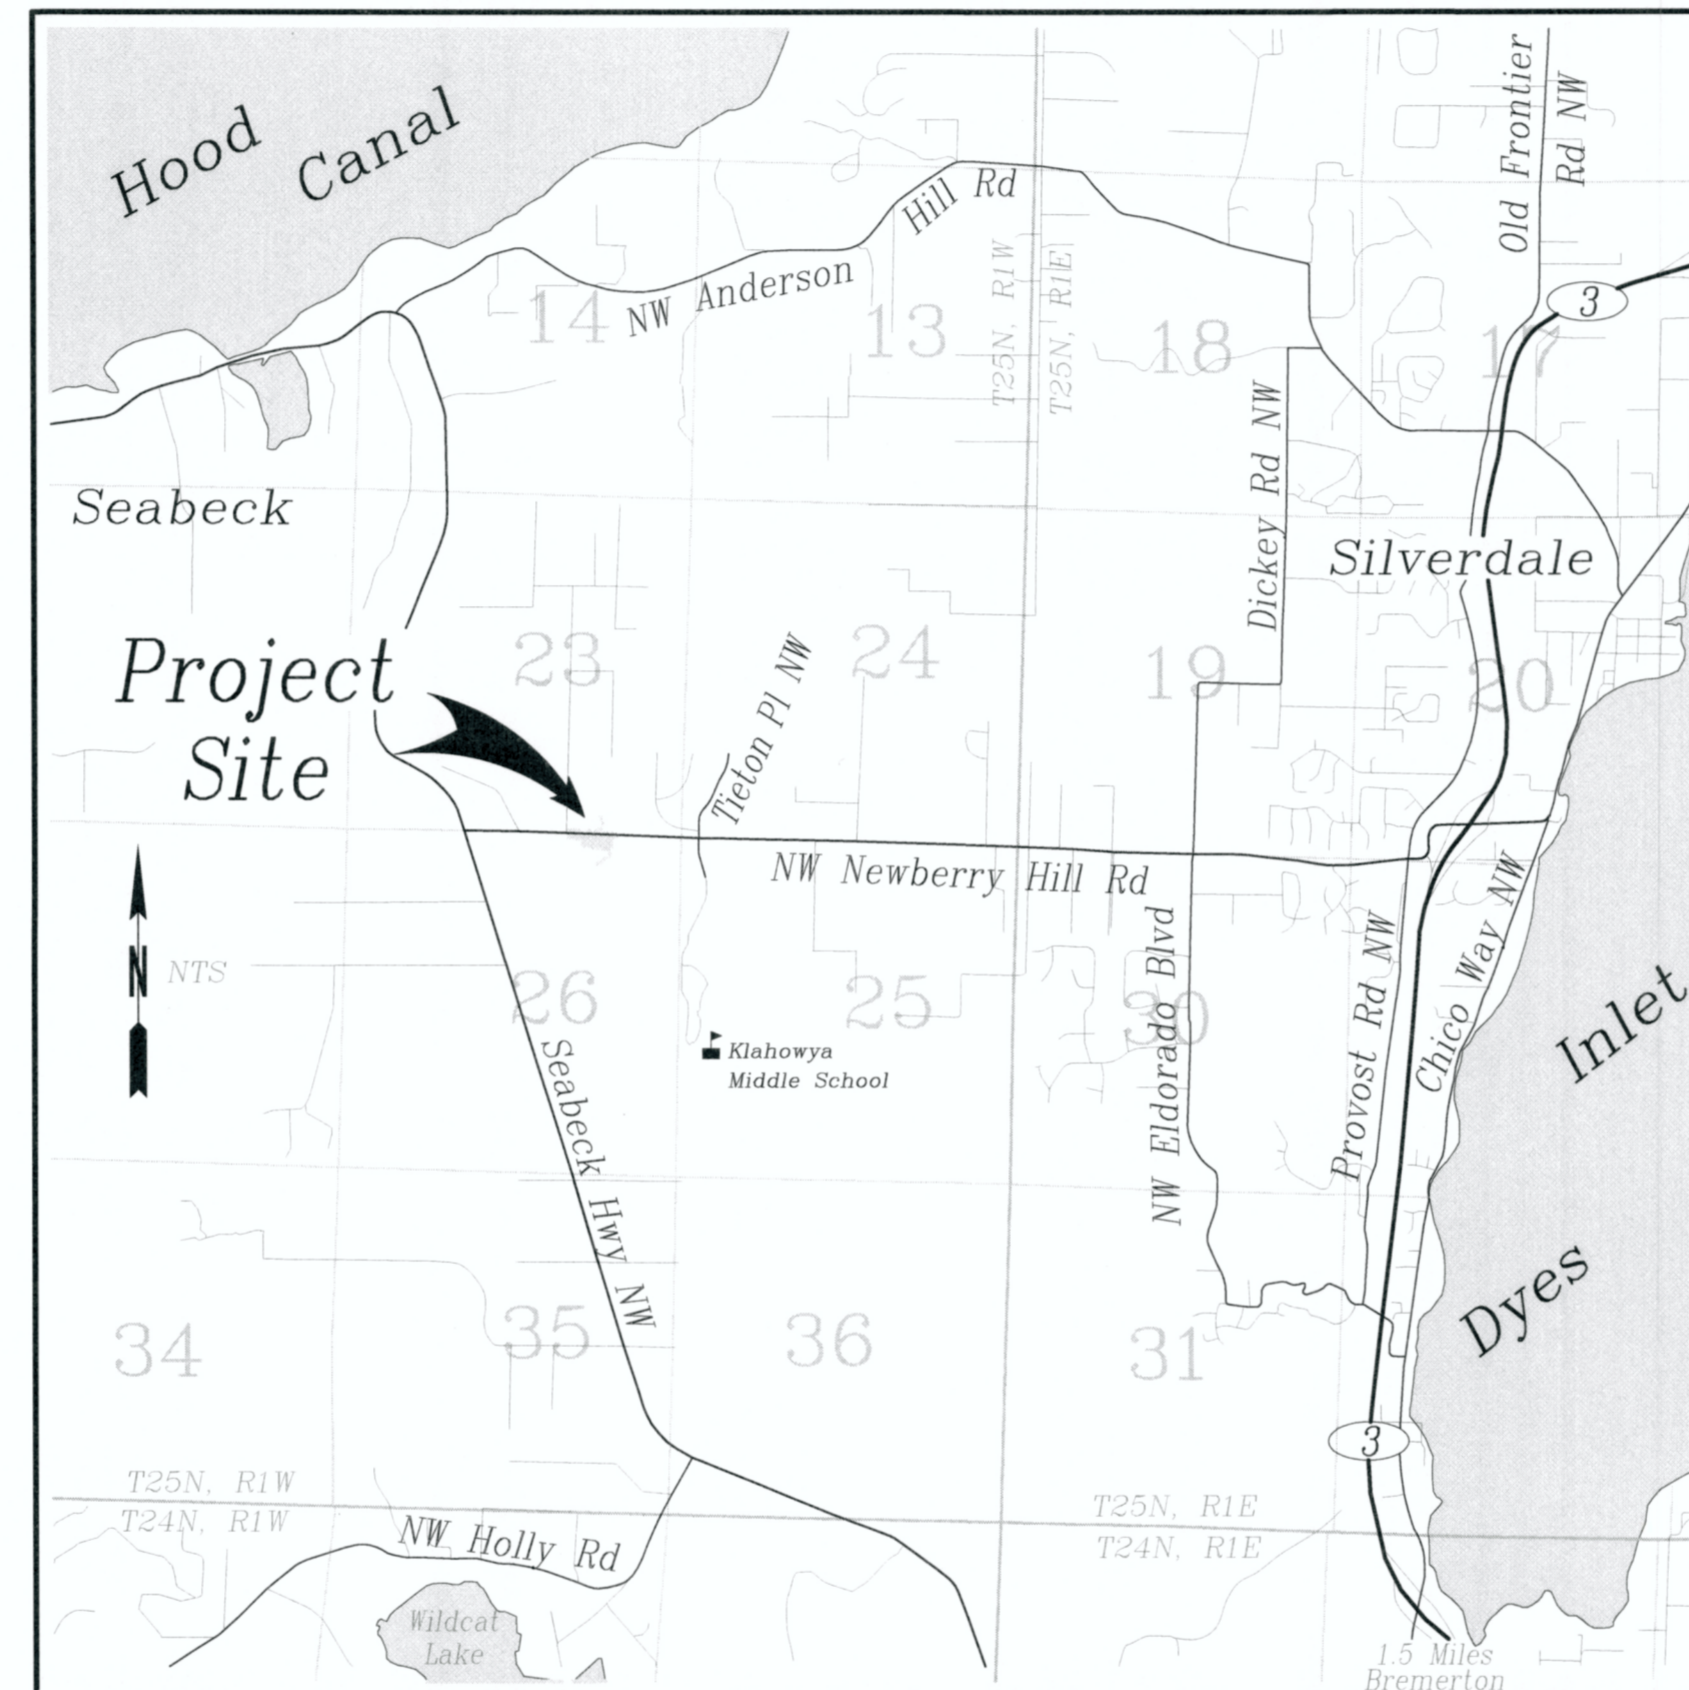 Hood
Canal
Old Frontier
Rd NW
Hill Rd
NW Anderson
T25N, R1W
T25N, R1E
3
14
13
18
17
Dickey Rd NW
Seabeck
Silverdale
Project
Site
23
24
19
20
Tieton Pl NW
NW Newberry Hill Rd
N
NTS
26
25
30
NW Eldorado Blvd
Provost Rd NW
Chico Way NW
Dyes
Inlet
Klahowya
Middle School
Seabeck Hwy NW
34
35
36
31
3
T25N, R1W
T24N, R1W
T25N, R1E
T24N, R1E
NW Holly Rd
Wildcat
Lake
1.5 Miles
Bremerton